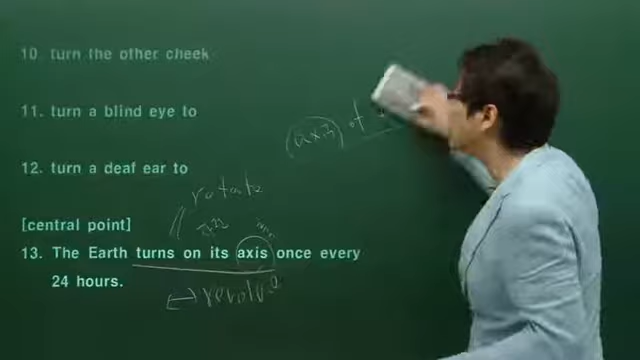 10. turn the other cheek
11. turn a blind eye to
12. turn a deaf ear to
rotate
[central point]
13. The Earth turns on its axis once every
24 hours.
↔ revolve
axis of